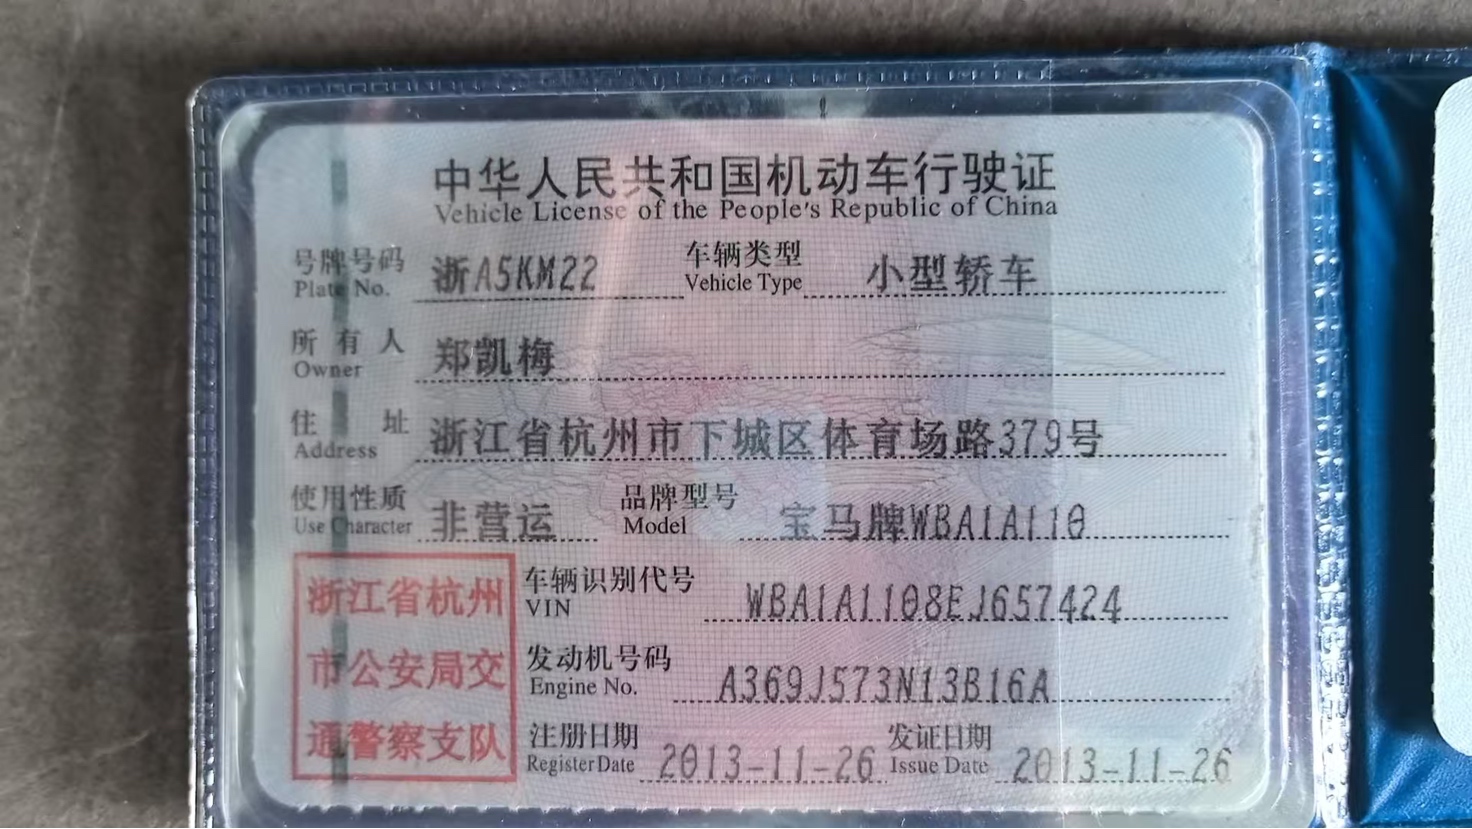 中华人民共和国机动车行驶证
Vehicle License of the People's Republic of China
号牌号码 浙A5KM22 车辆类型 小型轿车
Plate No. Vehicle Type
所有人 郑凯梅
Owner
住址 浙江省杭州市下城区体育场路379号
Address
使用性质 非营运 品牌型号 宝马牌WBA1A110
Use Character Model
浙江省杭州 车辆识别代号 WBA1A1108EJ657424
VIN
市公安局交 发动机号码 A369J573N13B16A
Engine No.
通警察支队 注册日期 2013-11-26 发证日期 2013-11-26
Register Date Issue Date